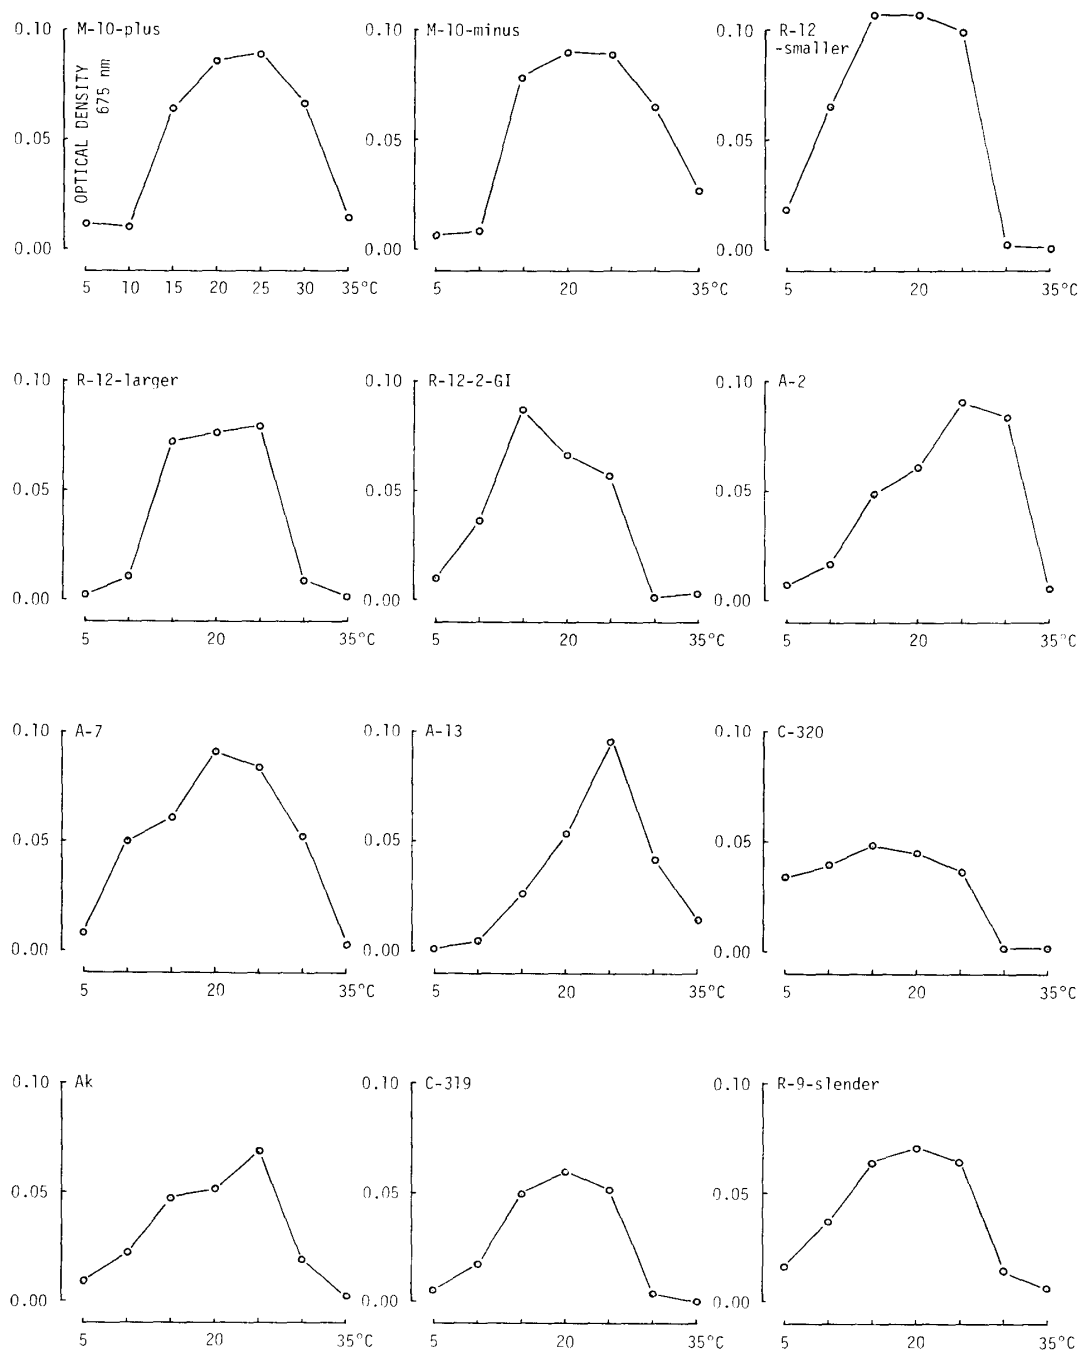 0.10 M-10-plus
OPTICAL DENSITY
675 nm
0.05
0.00
5 10 15 20 25 30 35°C
0.10 M-10-minus
0.05
0.00
5 20 35°C
0.10 R-12
-smaller
0.05
0.00
5 20 35°C
0.10 R-12-larger
0.05
0.00
5 20 35°C
0.10 R-12-2-GI
0.05
0.00
5 20 35°C
0.10 A-2
0.05
0.00
5 20 35°C
0.10 A-7
0.05
0.00
5 20 35°C
0.10 A-13
0.05
0.00
5 20 35°C
0.10 C-320
0.05
0.00
5 20 35°C
0.10 Ak
0.05
0.00
5 20 35°C
0.10 C-319
0.05
0.00
5 20 35°C
0.10 R-9-slender
0.05
0.00
5 20 35°C